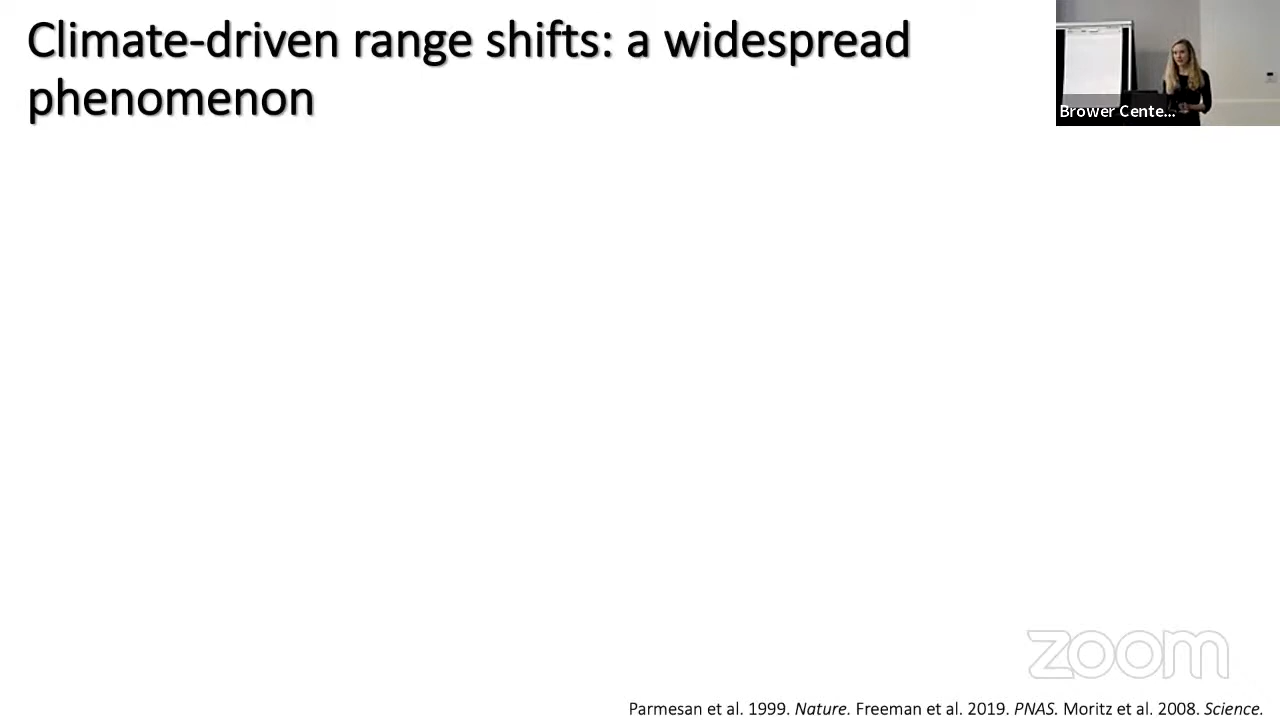 Climate-driven range shifts: a widespread
phenomenon
Brower Cente...
zoom
Parmesan et al. 1999. Nature. Freeman et al. 2019. PNAS. Moritz et al. 2008. Science.